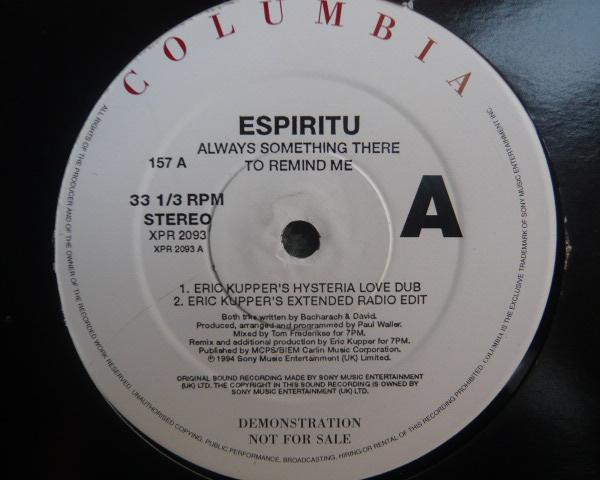 COLUMBIA
ESPIRITU
ALWAYS SOMETHING THERE
TO REMIND ME
157 A
33 1/3 RPM
STEREO
XPR 2093
XPR 2093 A
A
1. ERIC KUPPER'S HYSTERIA LOVE DUB
2. ERIC KUPPER'S EXTENDED RADIO EDIT
Both trks written by Bacharach & David.
Produced, arranged and programmed by Paul Waller.
Mixed by Tom Frederikse for 7PM.
Remix and additional production by Eric Kupper for 7PM.
Published by MCPS/BIEM Carlin Music Corporation.
℗ 1994 Sony Music Entertainment (UK) Limited.
ORIGINAL SOUND RECORDING MADE BY SONY MUSIC ENTERTAINMENT
(UK) LTD. THE COPYRIGHT IN THIS SOUND RECORDING IS OWNED BY
SONY MUSIC ENTERTAINMENT (UK) LTD.
DEMONSTRATION
NOT FOR SALE
ALL RIGHTS OF THE PRODUCER AND OF THE OWNER OF THE RECORDED WORK RESERVED. UNAUTHORISED COPYING, PUBLIC PERFORMANCE, BROADCASTING, HIRING OR RENTAL OF THIS RECORDING PROHIBITED. COLUMBIA IS THE EXCLUSIVE TRADEMARK OF SONY MUSIC ENTERTAINMENT INC.